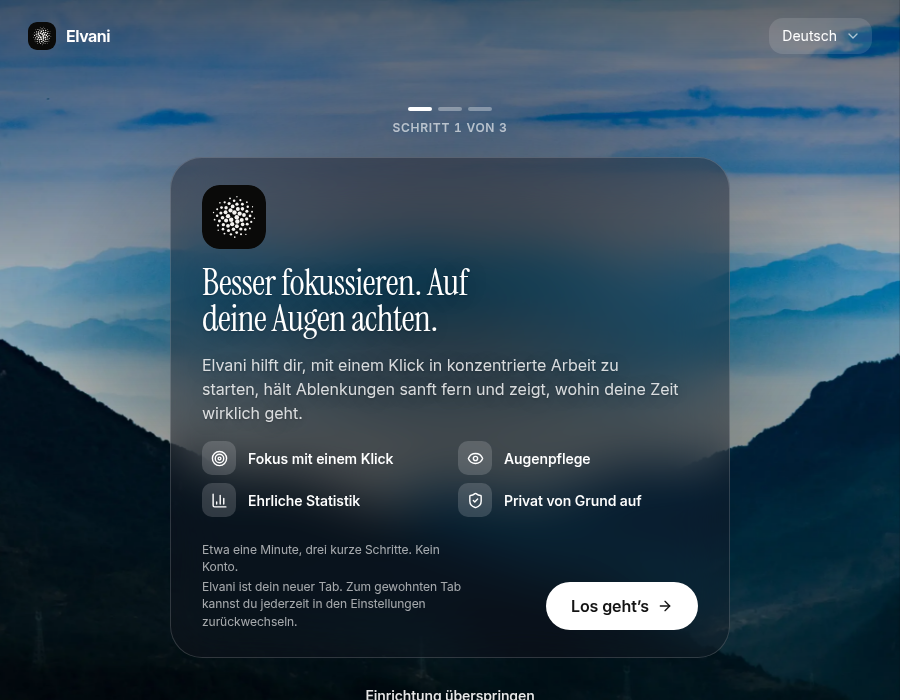 Elvani
Deutsch
SCHRITT 1 VON 3
Besser fokussieren. Auf
deine Augen achten.
Elvani hilft dir, mit einem Klick in konzentrierte Arbeit zu
starten, hält Ablenkungen sanft fern und zeigt, wohin deine Zeit
wirklich geht.
Fokus mit einem Klick
Augenpflege
Ehrliche Statistik
Privat von Grund auf
Etwa eine Minute, drei kurze Schritte. Kein
Konto.
Elvani ist dein neuer Tab. Zum gewohnten Tab
kannst du jederzeit in den Einstellungen
zurückwechseln.
Los geht’s
Einrichtung überspringen